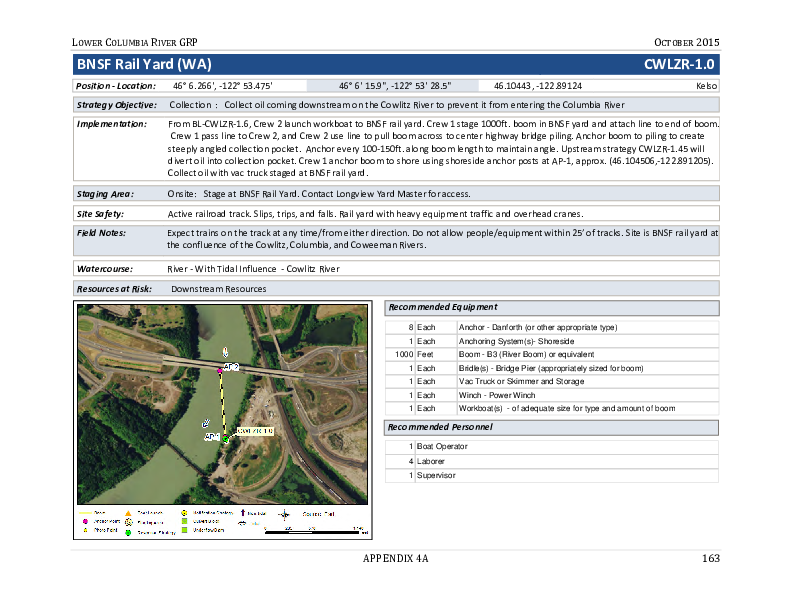 LOWER COLUMBIA RIVER GRP OCTOBER 2015
BNSF Rail Yard (WA) CWLZR-1.0
Position - Location: 46° 6' 6.266', -122° 53.475' 46° 6' 15.9", -122° 53' 28.5" 46.10443 , -122.89124 Kelso
Strategy Objective: Collection : Collect oil coming downstream on the Cowlitz River to prevent it from entering the Columbia River
Implementation: From BL-CWLZR-1.6, Crew 2 launch workboat to BNSF rail yard. Crew 1 stage 1000ft. boom in BNSF yard and attach line to end of boom.
Crew 1 pass line to Crew 2, and Crew 2 use line to pull boom across to center highway bridge piling. Anchor boom to piling to create
steeply angled collection pocket. Anchor every 100-150ft. along boom length to maintain angle. Upstream strategy CWLZR-1.45 will
divert oil into collection pocket. Crew 1 anchor boom to shore using shoreside anchor posts at AP-1, approx. (46.104506,-122.891205).
Collect oil with vac truck staged at BNSF rail yard.
Staging Area: Onsite: Stage at BNSF Rail Yard. Contact Longview Yard Master for access.
Site Safety: Active railroad track. Slips, trips, and falls. Rail yard with heavy equipment traffic and overhead cranes.
Field Notes: Expect trains on the track at any time/from either direction. Do not allow people/equipment within 25' of tracks. Site is BNSF rail yard at
the confluence of the Cowlitz, Columbia, and Coweeman Rivers.
Watercourse: River - With Tidal Influence - Cowlitz River
Resources at Risk: Downstream Resources
Recommended Equipment
8 Each Anchor - Danforth (or other appropriate type)
1 Each Anchoring System(s)- Shoreside
1000 Feet Boom - B3 (River Boom) or equivalent
1 Each Bridle(s) - Bridge Pier (appropriately sized for boom)
1 Each Vac Truck or Skimmer and Storage
1 Each Winch - Power Winch
1 Each Workboat(s) - of adequate size for type and amount of boom
Recommended Personnel
1 Boat Operator
4 Laborer
1 Supervisor
AP-2
AP-1
CWLZR-1.0
Anchor Point
Photo Point
Notification Strategy
APPENDIX 4A 163